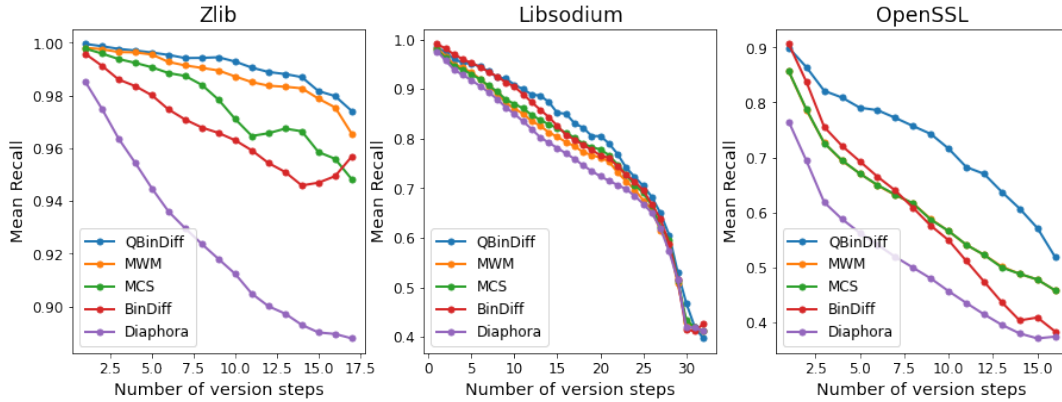 Zlib
Mean Recall
1.00
0.98
0.96
0.94
0.92
0.90
QBinDiff
MWM
MCS
BinDiff
Diaphora
2.5 5.0 7.5 10.0 12.5 15.0 17.5
Number of version steps
Libsodium
Mean Recall
1.0
0.9
0.8
0.7
0.6
0.5
0.4
QBinDiff
MWM
MCS
BinDiff
Diaphora
0 5 10 15 20 25 30
Number of version steps
OpenSSL
Mean Recall
0.9
0.8
0.7
0.6
0.5
0.4
QBinDiff
MWM
MCS
BinDiff
Diaphora
2.5 5.0 7.5 10.0 12.5 15.0
Number of version steps